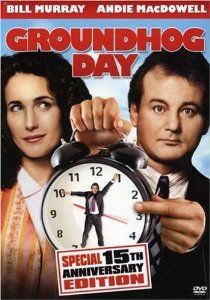 BILL MURRAY ANDIE MacDOWELL
GROUNDHOG
DAY
SPECIAL 15TH
ANNIVERSARY
EDITION
DVD